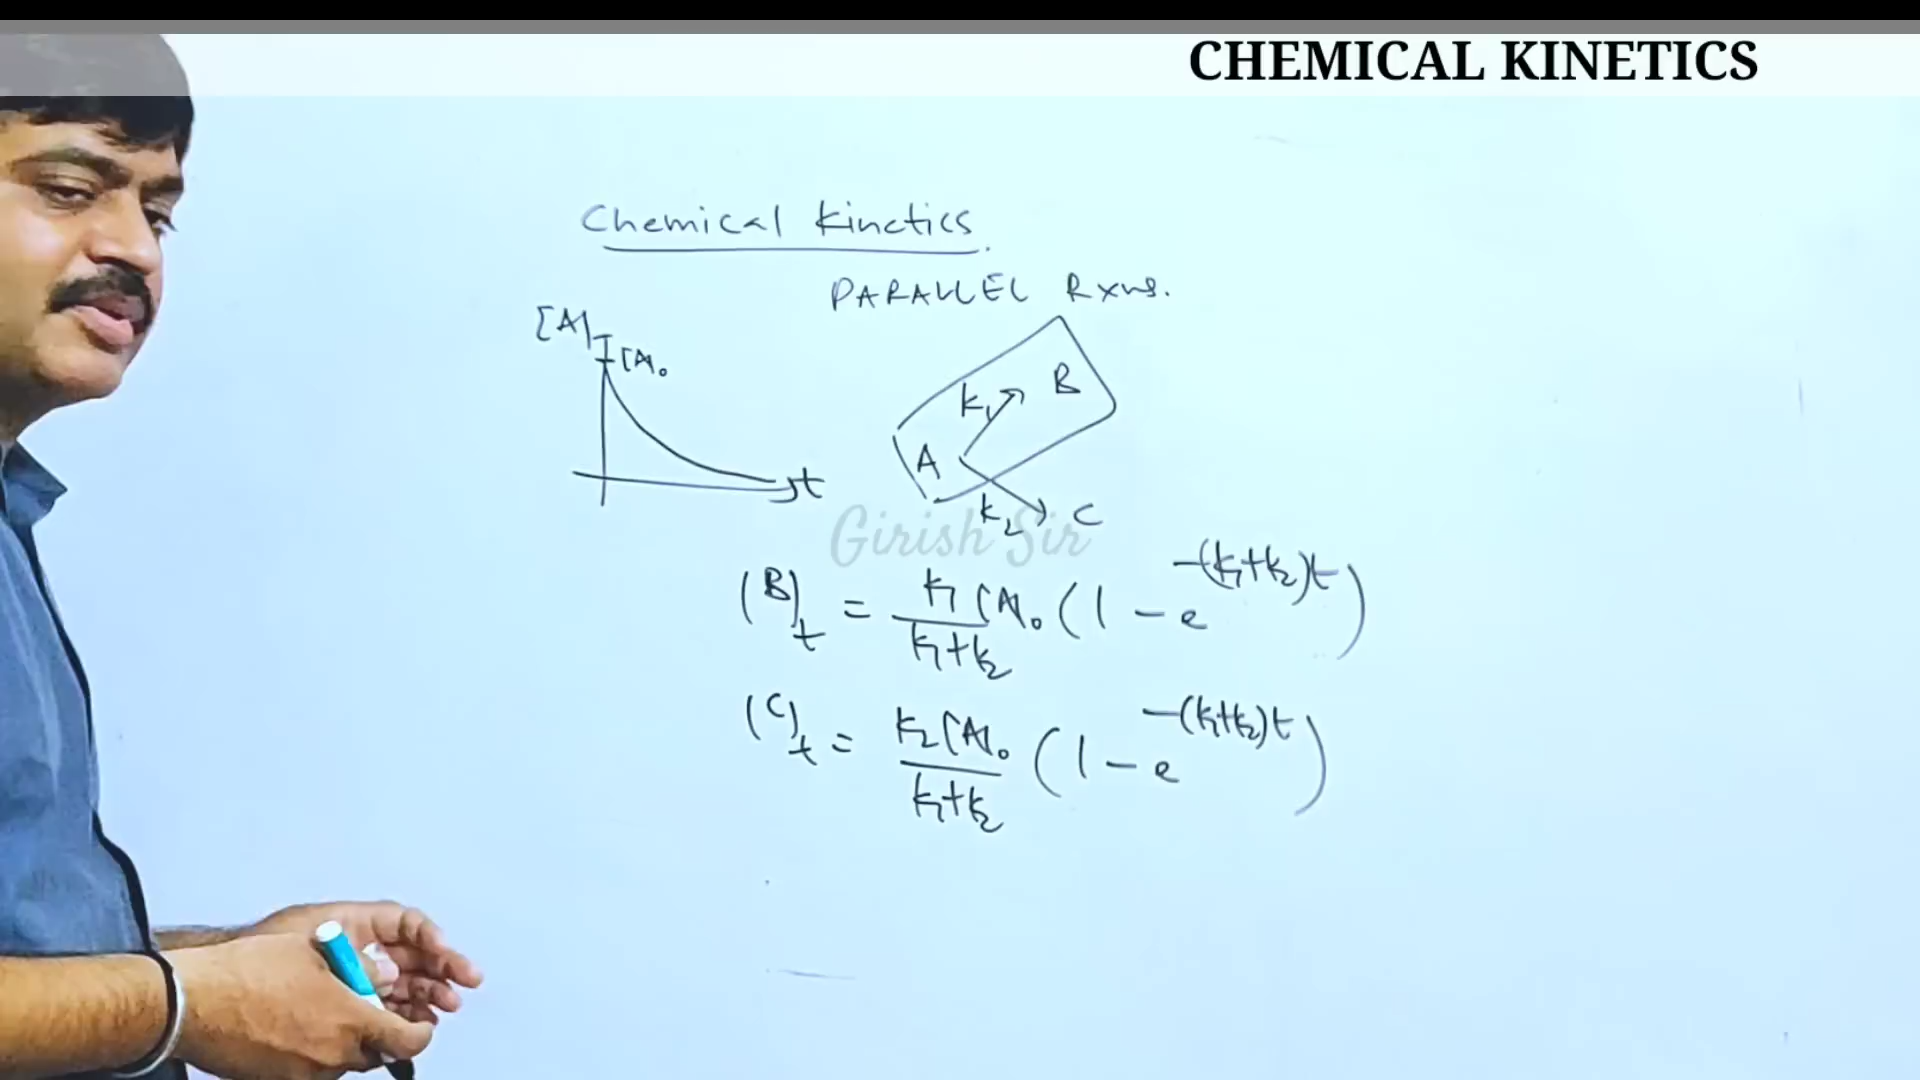 CHEMICAL KINETICS
Chemical Kinetics.
PARALLEL Rxns.
[A]
[A]₀
t
k₁ B
A
k₂ C
Girish Sir
(B)t = k₁[A]₀/k₁+k₂ (1 - e^-(k₁+k₂)t)
(C)t = k₂[A]₀/k₁+k₂ (1 - e^-(k₁+k₂)t)